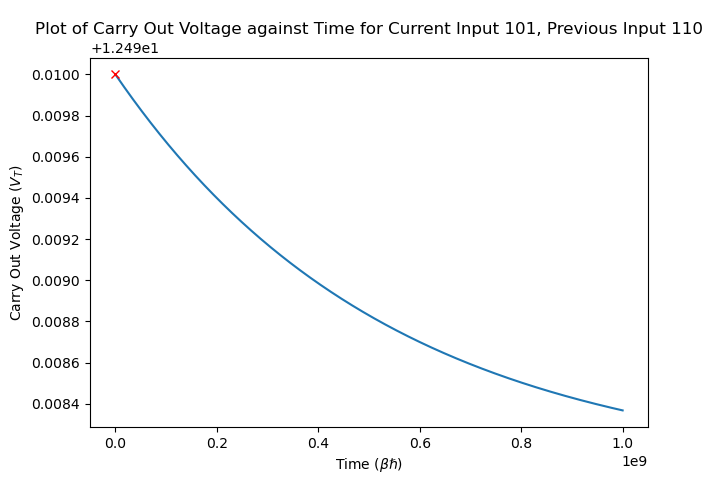 Plot of Carry Out Voltage against Time for Current Input 101, Previous Input 110
+1.249e1
0.0100
0.0098
0.0096
0.0094
0.0092
0.0090
0.0088
0.0086
0.0084
Carry Out Voltage (V_T)
0.0 0.2 0.4 0.6 0.8 1.0
1e9
Time (βħ)